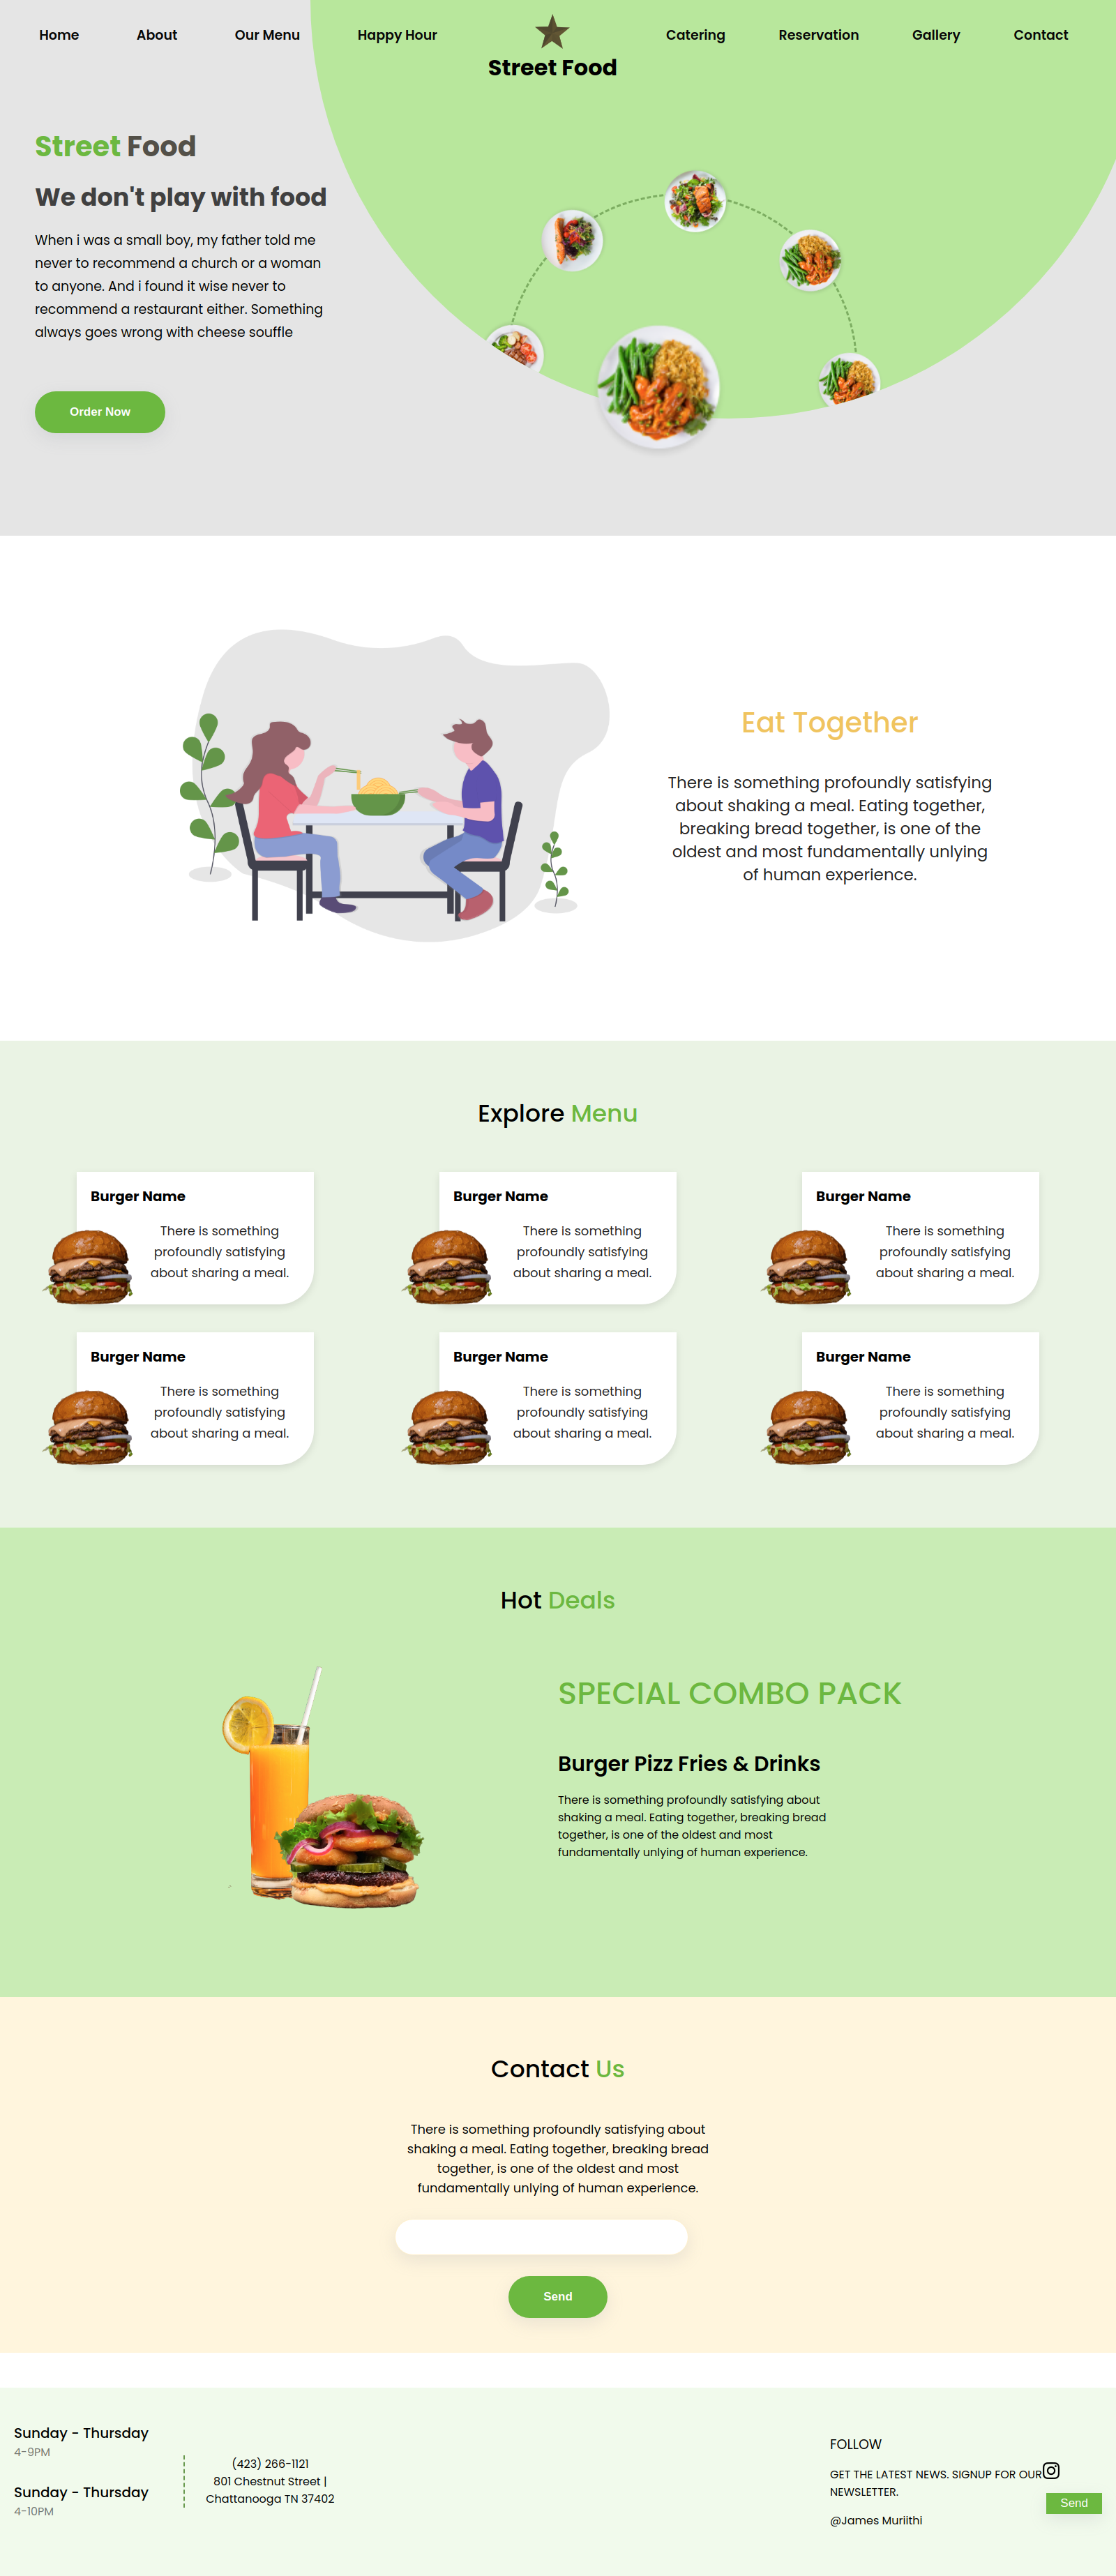 Home About Our Menu Happy Hour Catering Reservation Gallery Contact
Street Food
Street Food
We don't play with food
When i was a small boy, my father told me
never to recommend a church or a woman
to anyone. And i found it wise never to
recommend a restaurant either. Something
always goes wrong with cheese souffle
Order Now
Eat Together
There is something profoundly satisfying
about shaking a meal. Eating together,
breaking bread together, is one of the
oldest and most fundamentally unlying
of human experience.
Explore Menu
Burger Name
There is something
profoundly satisfying
about sharing a meal.
Burger Name
There is something
profoundly satisfying
about sharing a meal.
Burger Name
There is something
profoundly satisfying
about sharing a meal.
Burger Name
There is something
profoundly satisfying
about sharing a meal.
Burger Name
There is something
profoundly satisfying
about sharing a meal.
Burger Name
There is something
profoundly satisfying
about sharing a meal.
Hot Deals
SPECIAL COMBO PACK
Burger Pizz Fries & Drinks
There is something profoundly satisfying about
shaking a meal. Eating together, breaking bread
together, is one of the oldest and most
fundamentally unlying of human experience.
Contact Us
There is something profoundly satisfying about
shaking a meal. Eating together, breaking bread
together, is one of the oldest and most
fundamentally unlying of human experience.
Send
Sunday - Thursday
4-9PM
Sunday - Thursday
4-10PM
(423) 266-1121
801 Chestnut Street |
Chattanooga TN 37402
FOLLOW
GET THE LATEST NEWS. SIGNUP FOR OUR
NEWSLETTER.
@James Muriithi
Send